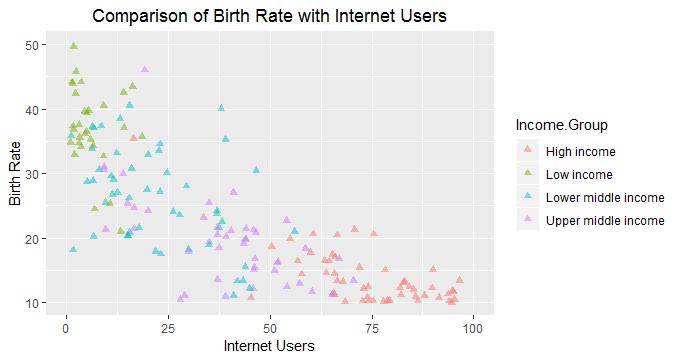 Comparison of Birth Rate with Internet Users
50
40
30
20
10
Birth Rate
0
25
50
75
100
Internet Users
Income.Group
High income
Low income
Lower middle income
Upper middle income